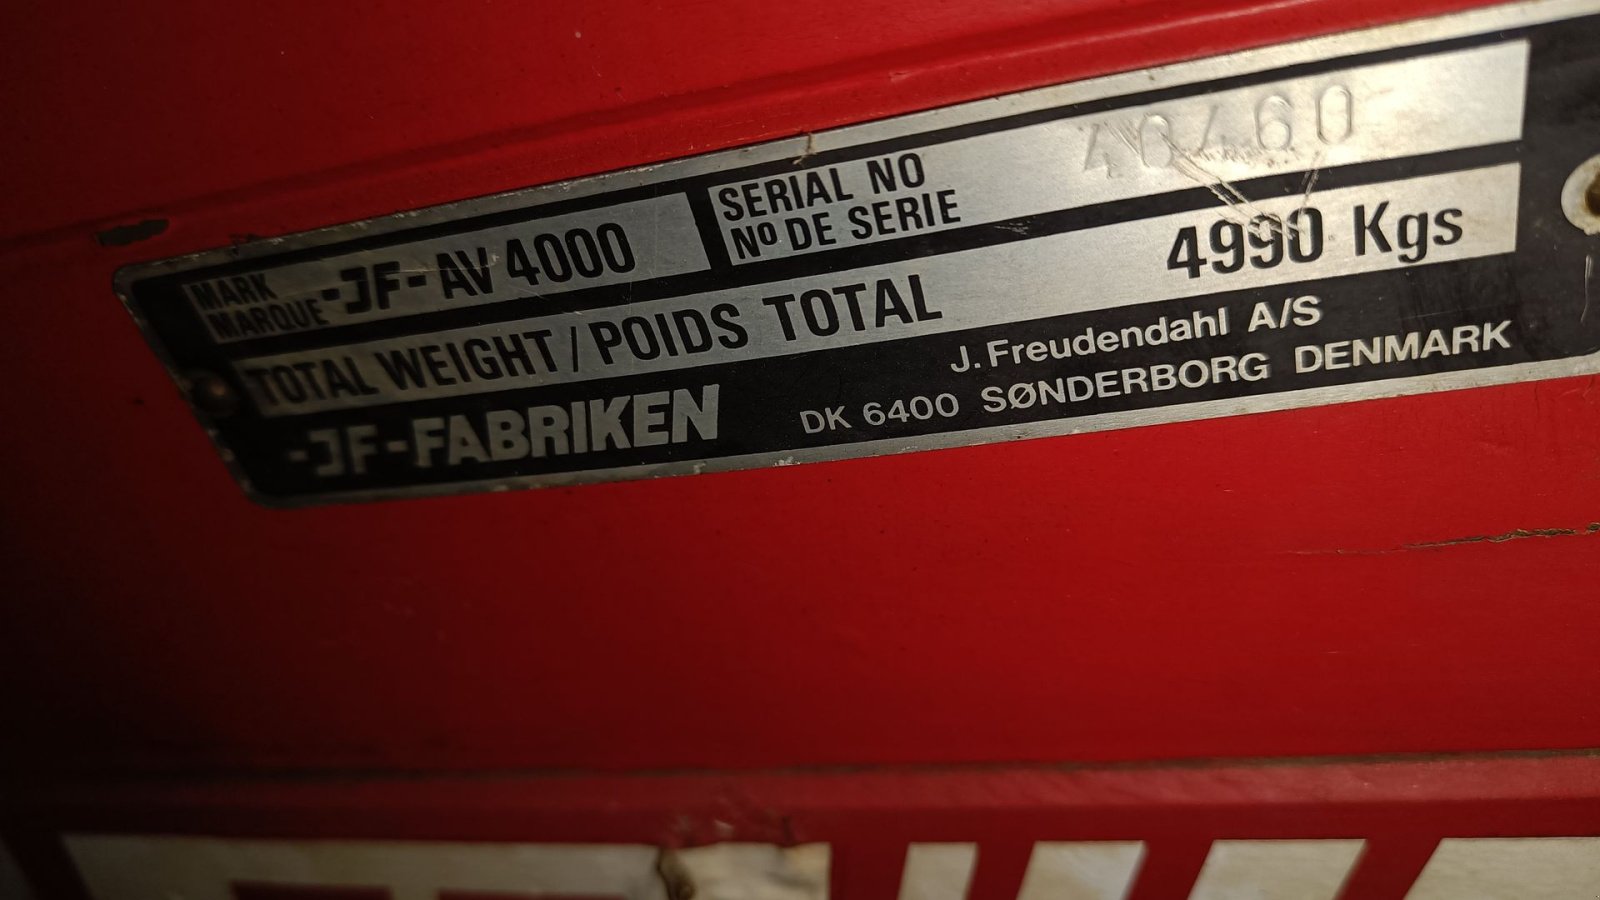 MARK
MARQUE -JF- AV 4000
SERIAL NO
Nº DE SERIE
TOTAL WEIGHT / POIDS TOTAL 4990 Kgs
-JF-FABRIKEN
J. Freudendahl A/S
DK 6400 SØNDERBORG DENMARK